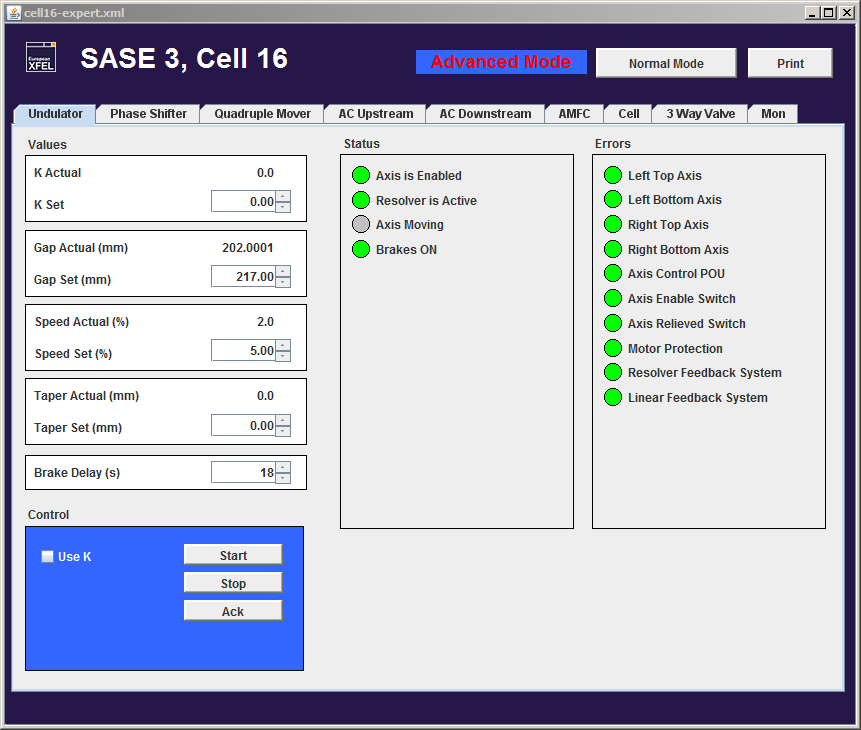 cell16-expert.xml
European
XFEL
SASE 3, Cell 16
Advanced Mode
Normal Mode
Print
Undulator
Phase Shifter
Quadruple Mover
AC Upstream
AC Downstream
AMFC
Cell
3 Way Valve
Mon
Values
K Actual 0.0
K Set 0.00
Gap Actual (mm) 202.0001
Gap Set (mm) 217.00
Speed Actual (%) 2.0
Speed Set (%) 5.00
Taper Actual (mm) 0.0
Taper Set (mm) 0.00
Brake Delay (s) 18
Control
Use K
Start
Stop
Ack
Status
Axis is Enabled
Resolver is Active
Axis Moving
Brakes ON
Errors
Left Top Axis
Left Bottom Axis
Right Top Axis
Right Bottom Axis
Axis Control POU
Axis Enable Switch
Axis Relieved Switch
Motor Protection
Resolver Feedback System
Linear Feedback System